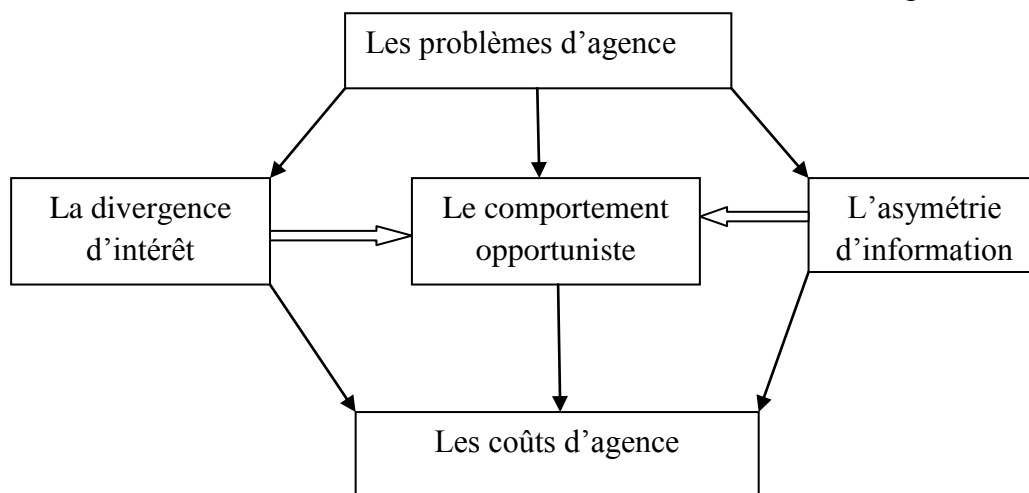 Les problèmes d’agence
La divergence
d’intérêt
Le comportement
opportuniste
L’asymétrie
d’information
Les coûts d’agence